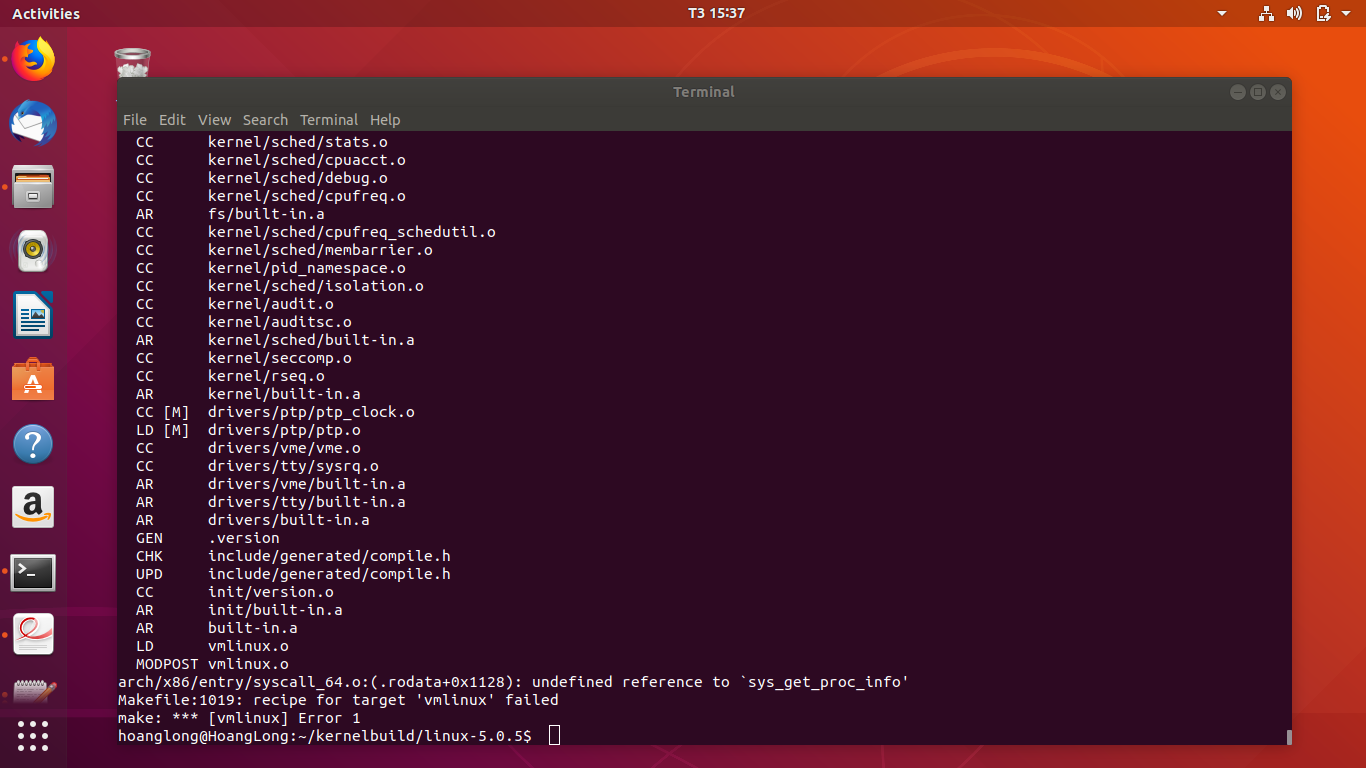 Activities
T3 15:37
Terminal
File Edit View Search Terminal Help
CC kernel/sched/stats.o
CC kernel/sched/cpuacct.o
CC kernel/sched/debug.o
CC kernel/sched/cpufreq.o
AR fs/built-in.a
CC kernel/sched/cpufreq_schedutil.o
CC kernel/sched/membarrier.o
CC kernel/pid_namespace.o
CC kernel/sched/isolation.o
CC kernel/audit.o
CC kernel/auditsc.o
AR kernel/sched/built-in.a
CC kernel/seccomp.o
CC kernel/rseq.o
AR kernel/built-in.a
CC [M] drivers/ptp/ptp_clock.o
LD [M] drivers/ptp/ptp.o
CC drivers/vme/vme.o
CC drivers/tty/sysrq.o
AR drivers/vme/built-in.a
AR drivers/tty/built-in.a
AR drivers/built-in.a
GEN .version
CHK include/generated/compile.h
UPD include/generated/compile.h
CC init/version.o
AR init/built-in.a
AR built-in.a
LD vmlinux.o
MODPOST vmlinux.o
arch/x86/entry/syscall_64.o:(.rodata+0x1128): undefined reference to `sys_get_proc_info'
Makefile:1019: recipe for target 'vmlinux' failed
make: *** [vmlinux] Error 1
hoanglong@HoangLong:~/kernelbuild/linux-5.0.5$